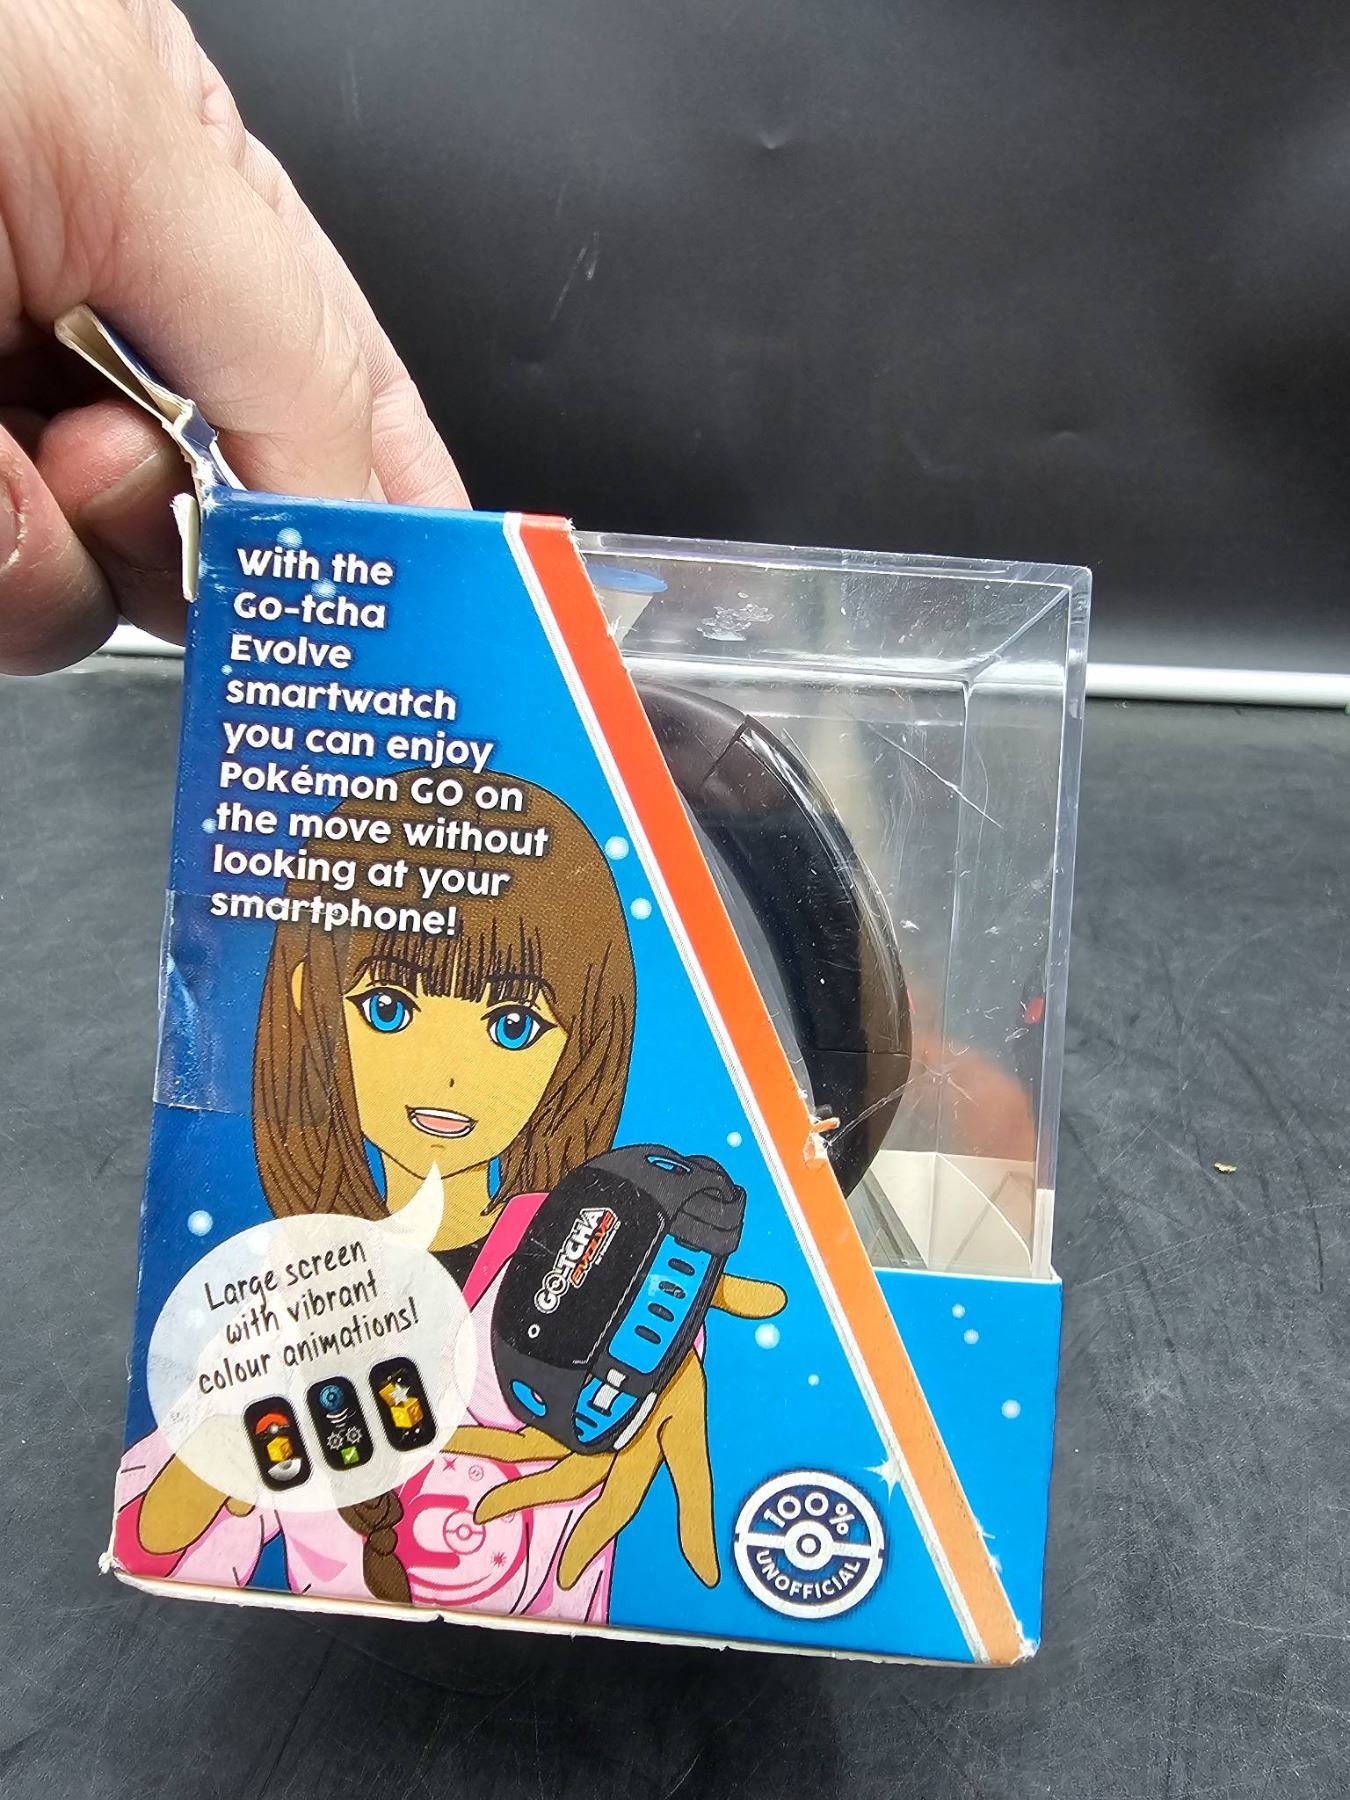 With the
Go-tcha
Evolve
smartwatch
you can enjoy
Pokémon GO on
the move without
looking at your
smartphone!
Large screen
with vibrant
colour animations!
GO-TCHA
EVOLVE
100%
UNOFFICIAL